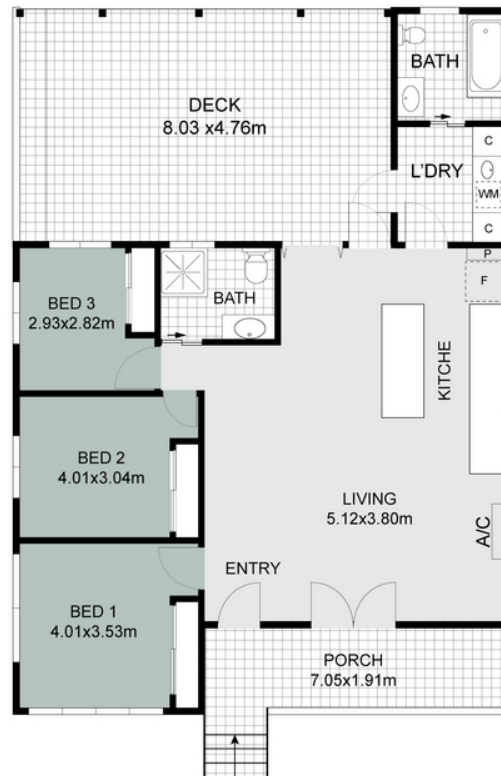 BATH
DECK
8.03 x4.76m
C
L'DRY
WM
C
P
F
BED 3
2.93x2.82m
BATH
KITCHE
BED 2
4.01x3.04m
LIVING
5.12x3.80m
A/C
ENTRY
BED 1
4.01x3.53m
PORCH
7.05x1.91m